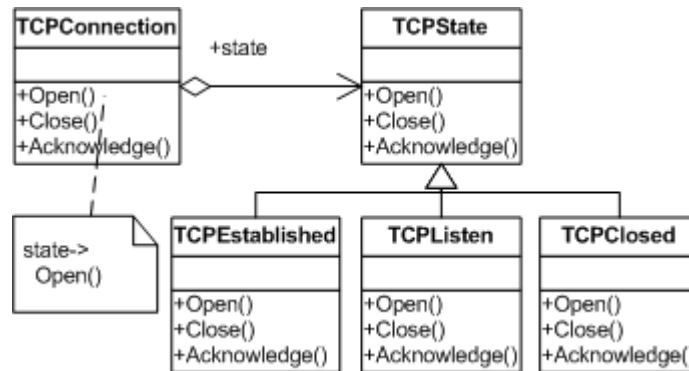 TCPConnection
+Open()
+Close()
+Acknowledge()
+state
TCPState
+Open()
+Close()
+Acknowledge()
state->
Open()
TCPEstablished
+Open()
+Close()
+Acknowledge()
TCPListen
+Open()
+Close()
+Acknowledge()
TCPClosed
+Open()
+Close()
+Acknowledge()